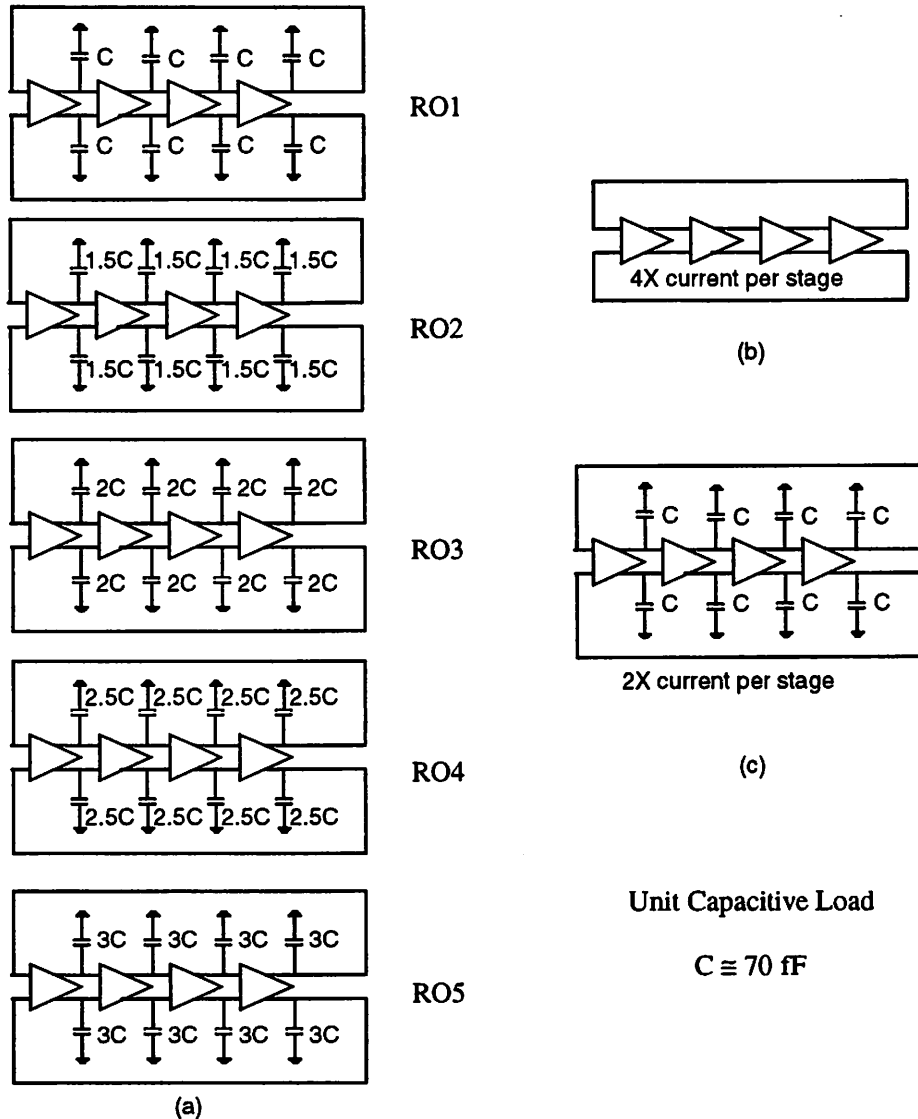 C C C C
RO1
C C C C
1.5C 1.5C 1.5C 1.5C
RO2
1.5C 1.5C 1.5C 1.5C
2C 2C 2C 2C
RO3
2C 2C 2C 2C
2.5C 2.5C 2.5C 2.5C
RO4
2.5C 2.5C 2.5C 2.5C
3C 3C 3C 3C
RO5
3C 3C 3C 3C
(a)
4X current per stage
(b)
C C C C
C C C C
2X current per stage
(c)
Unit Capacitive Load
C ≅ 70 fF